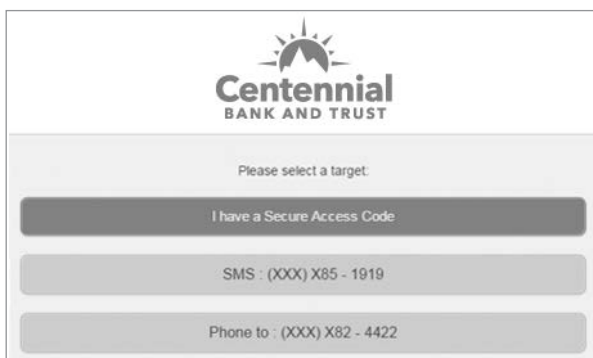 Centennial
BANK AND TRUST
Please select a target:
I have a Secure Access Code
SMS : (XXX) X85 - 1919
Phone to : (XXX) X82 - 4422